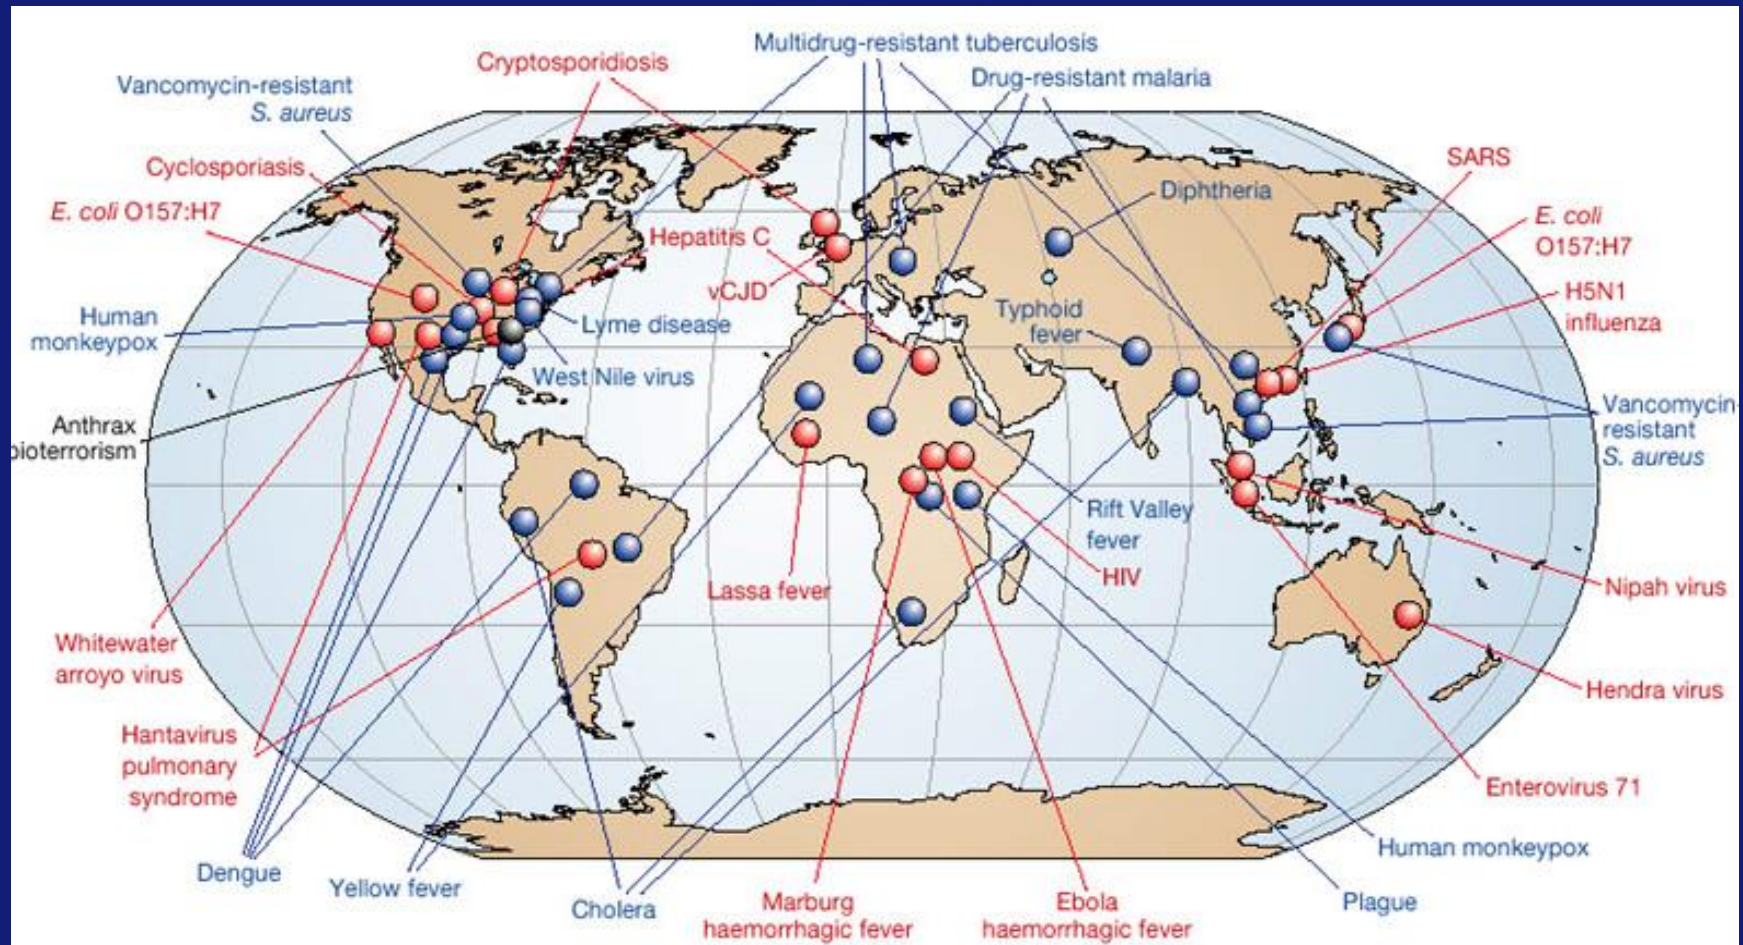 Multidrug-resistant tuberculosis
Cryptosporidiosis
Drug-resistant malaria
Vancomycin-resistant
S. aureus
Cyclosporiasis
SARS
Diphtheria
E. coli O157:H7
E. coli
O157:H7
Hepatitis C
vCJD
H5N1
influenza
Typhoid
fever
Human
monkeypox
Lyme disease
West Nile virus
Anthrax
bioterrorism
Vancomycin-
resistant
S. aureus
Rift Valley
fever
HIV
Lassa fever
Nipah virus
Whitewater
arroyo virus
Hendra virus
Hantavirus
pulmonary
syndrome
Enterovirus 71
Human monkeypox
Dengue
Yellow fever
Cholera
Marburg
haemorrhagic fever
Ebola
haemorrhagic fever
Plague